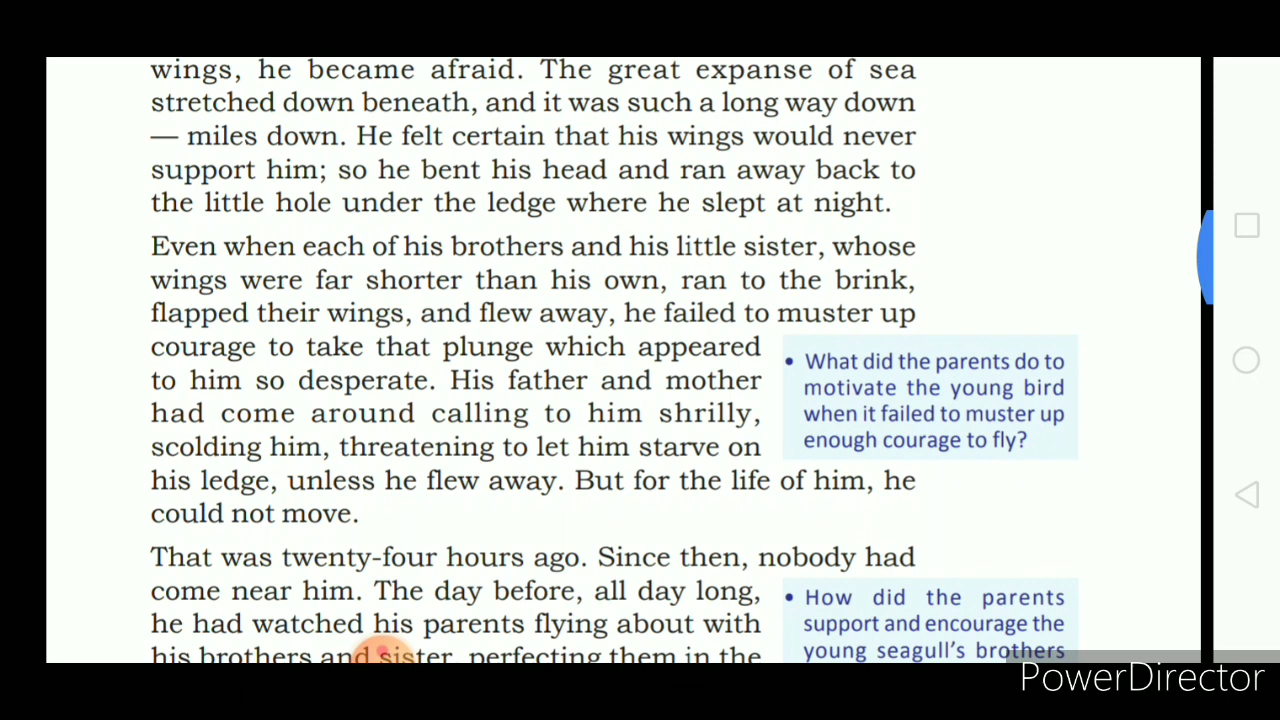 wings, he became afraid. The great expanse of sea
stretched down beneath, and it was such a long way down
— miles down. He felt certain that his wings would never
support him; so he bent his head and ran away back to
the little hole under the ledge where he slept at night.
Even when each of his brothers and his little sister, whose
wings were far shorter than his own, ran to the brink,
flapped their wings, and flew away, he failed to muster up
courage to take that plunge which appeared
to him so desperate. His father and mother
had come around calling to him shrilly,
scolding him, threatening to let him starve on
his ledge, unless he flew away. But for the life of him, he
could not move.
• What did the parents do to
motivate the young bird
when it failed to muster up
enough courage to fly?
That was twenty-four hours ago. Since then, nobody had
come near him. The day before, all day long,
he had watched his parents flying about with
his brothers and sister, perfecting them in the
• How did the parents
support and encourage the
young seagull's brothers
PowerDirector